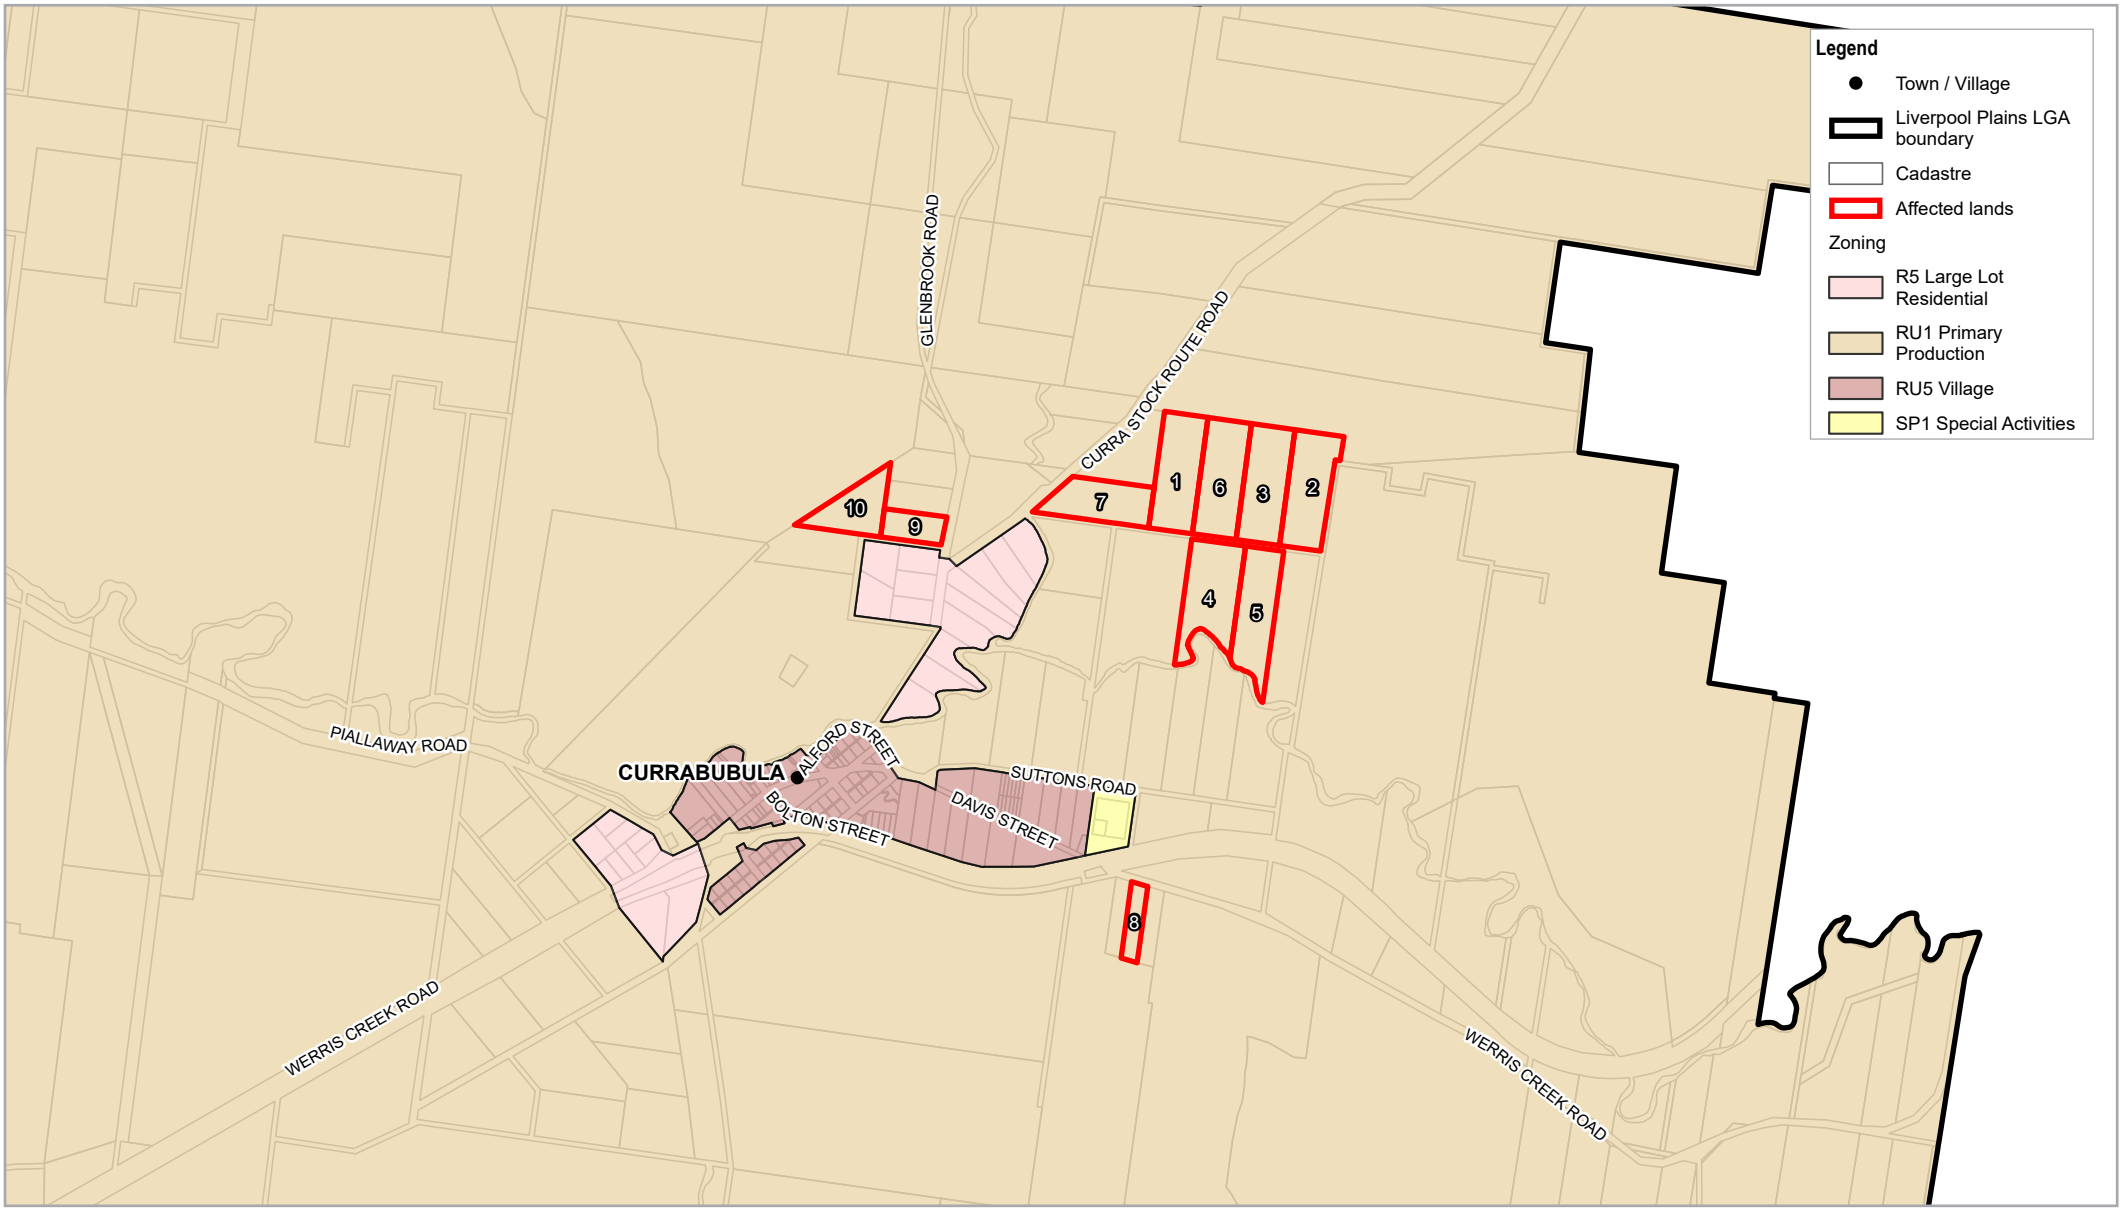 Legend
Town / Village
Liverpool Plains LGA
boundary
Cadastre
Affected lands
Zoning
R5 Large Lot
Residential
RU1 Primary
Production
RU5 Village
SP1 Special Activities
GLENBROOK ROAD
CURRA STOCK ROUTE ROAD
1
6
3
2
7
10
9
4
5
PIALLAWAY ROAD
ALFORD STREET
CURRABUBULA
SUTTONS ROAD
BOLTON STREET
DAVIS STREET
8
WERRIS CREEK ROAD
WERRIS CREEK ROAD